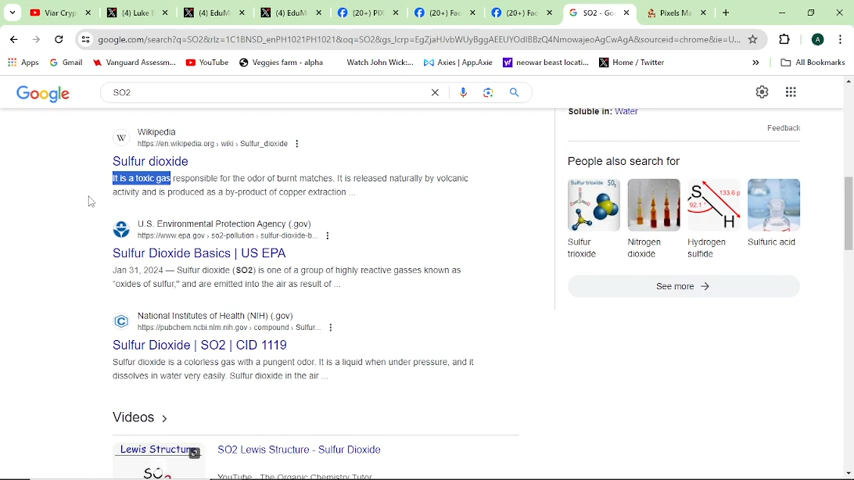 Viar Cryp
(4) Luke E
(4) EduM
(4) EduM
(20+) PIX
(20+) Fac
(20+) Fac
SO2 - Go
Pixels Ma
google.com/search?q=SO2&rlz=1C1BNSD_enPH1021PH1021&oq=SO2&gs_lcrp=
Apps
Gmail
Vanguard Assessm...
YouTube
Veggies farm - alpha
Watch John Wick:...
Axies | App.Axie
neowar beast locati...
Home / Twitter
All Bookmarks
Google
SO2
Soluble in: Water
Feedback
Wikipedia
https://en.wikipedia.org › wiki › Sulfur_dioxide
Sulfur dioxide
It is a toxic gas responsible for the odor of burnt matches. It is released naturally by volcanic
activity and is produced as a by-product of copper extraction ...
U.S. Environmental Protection Agency (.gov)
https://www.epa.gov › so2-pollution › sulfur-dioxide-b...
Sulfur Dioxide Basics | US EPA
Jan 31, 2024 — Sulfur dioxide (SO2) is one of a group of highly reactive gasses known as
"oxides of sulfur," and are emitted into the air as result of ...
National Institutes of Health (NIH) (.gov)
https://pubchem.ncbi.nlm.nih.gov › compound › Sulfur...
Sulfur Dioxide | SO2 | CID 1119
Sulfur dioxide is a colorless gas with a pungent odor. It is a liquid when under pressure, and it
dissolves in water very easily. Sulfur dioxide in the air ...
Videos
Lewis Structure
SO2
SO2 Lewis Structure - Sulfur Dioxide
YouTube · The Organic Chemistry Tutor
People also search for
Sulfur trioxide
S
133.6 p
92.1°
H
Sulfur
trioxide
Nitrogen
dioxide
Hydrogen
sulfide
Sulfuric acid
See more